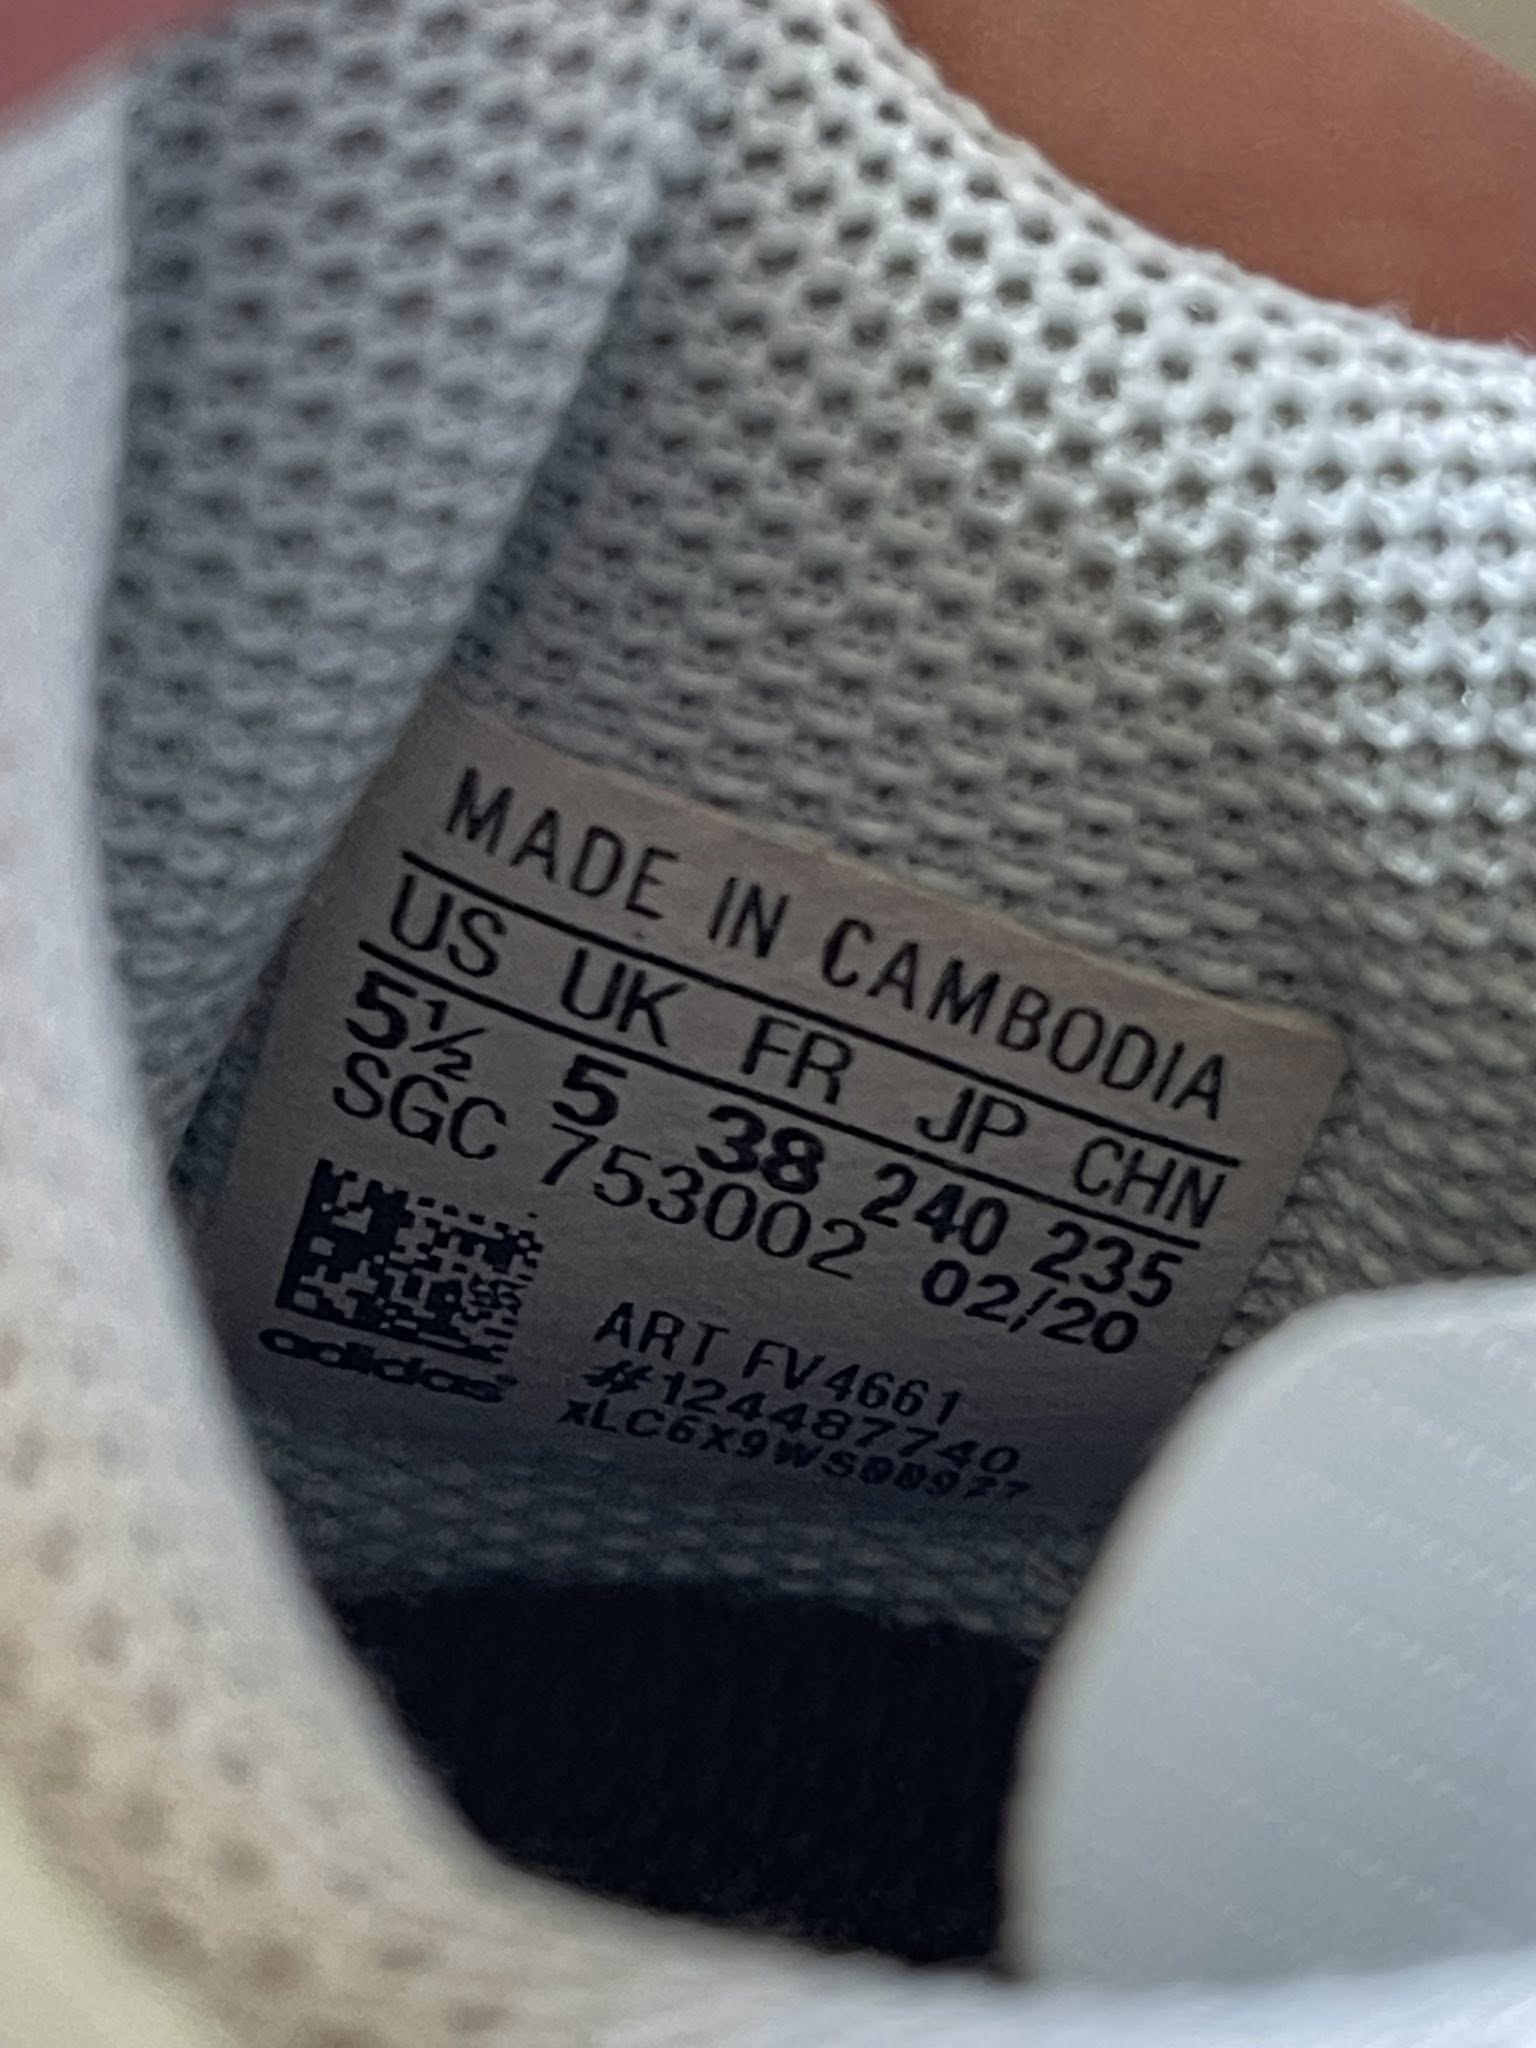 MADE IN CAMBODIA
US UK FR JP CHN
5½ 5 38 240 235
SGC 753002 02/20
ART FV4661
#124487740
adidas